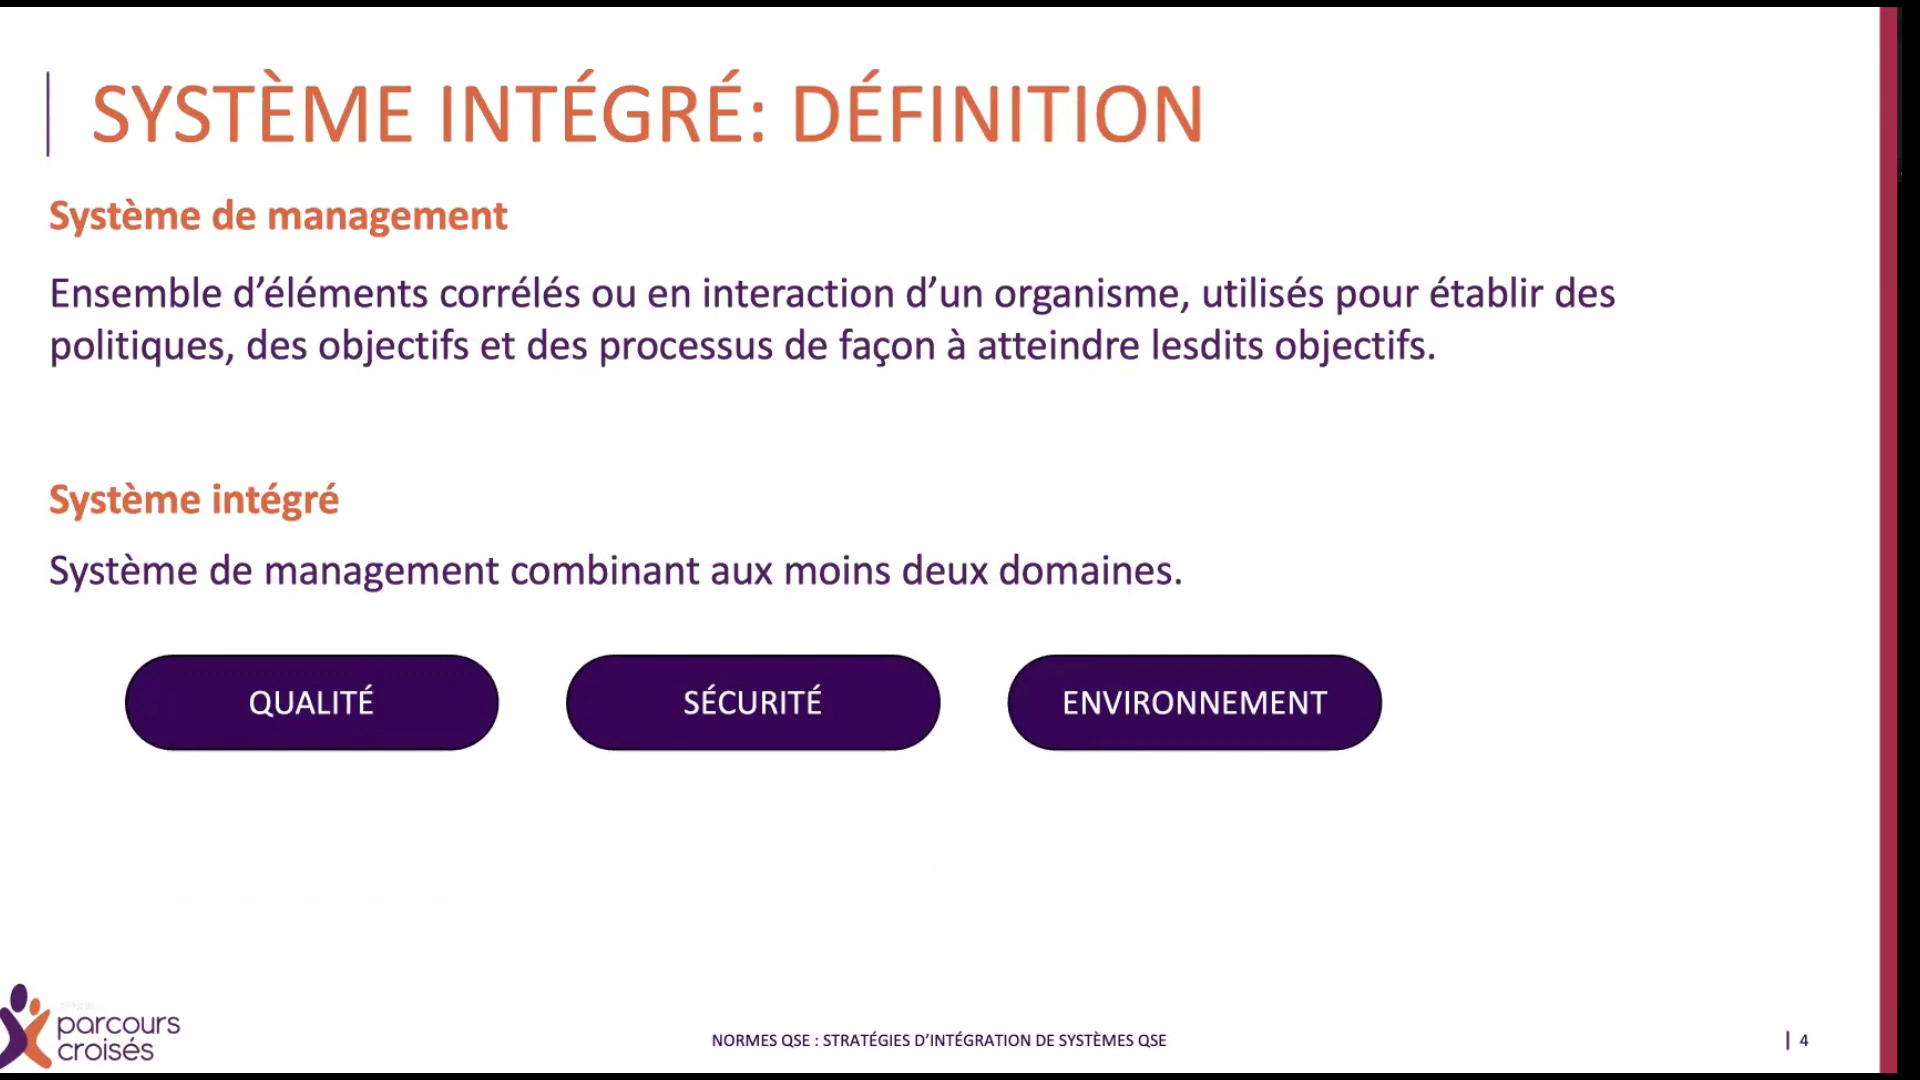 SYSTÈME INTÉGRÉ: DÉFINITION
Système de management
Ensemble d’éléments corrélés ou en interaction d’un organisme, utilisés pour établir des
politiques, des objectifs et des processus de façon à atteindre lesdits objectifs.
Système intégré
Système de management combinant aux moins deux domaines.
QUALITÉ
SÉCURITÉ
ENVIRONNEMENT
parcours
croisés
NORMES QSE : STRATÉGIES D’INTÉGRATION DE SYSTÈMES QSE
| 4